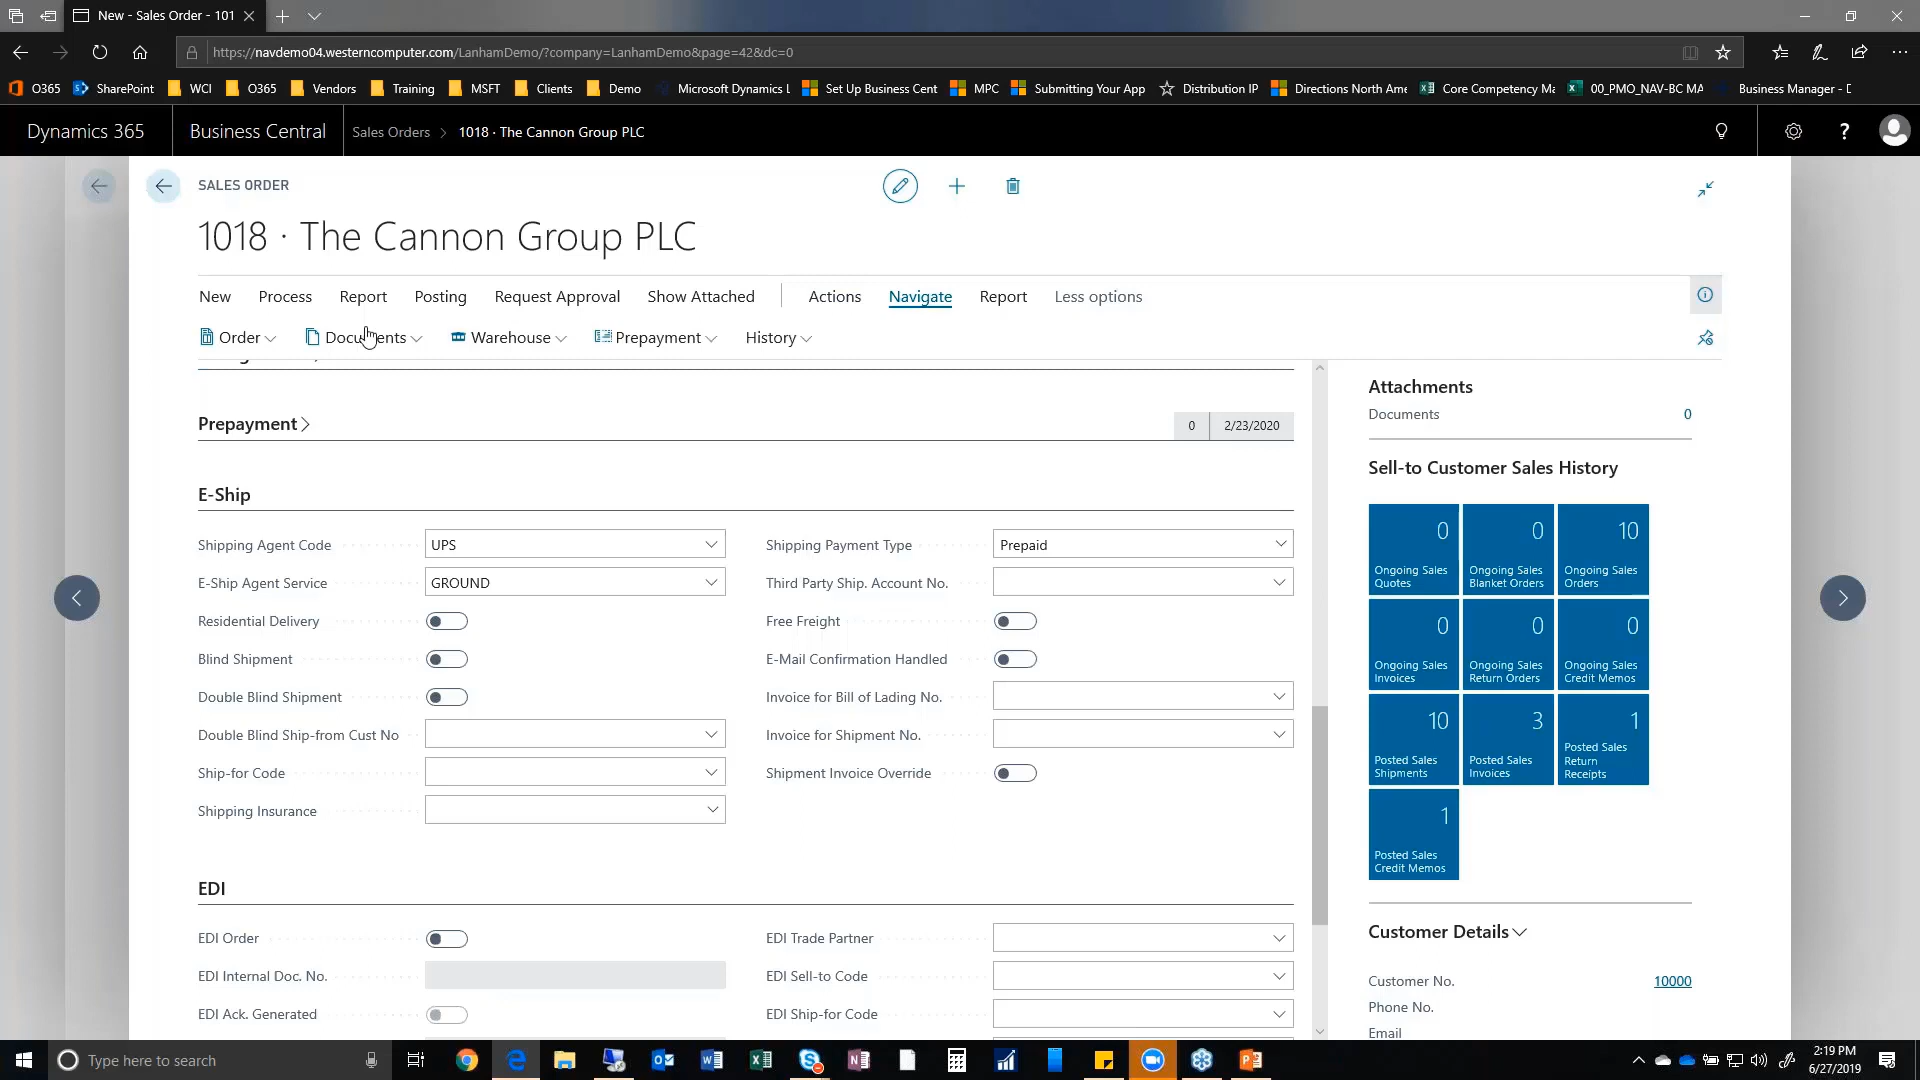 New - Sales Order - 101
https://navdemo04.westerncomputer.com/LanhamDemo/?company=LanhamDemo&page=42&dc=0
O365 SharePoint WCI O365 Vendors Training MSFT Clients Demo Microsoft Dynamics L Set Up Business Cent MPC Submitting Your App Distribution IP Directions North Ame Core Competency Ma 00_PMO_NAV-BC MA Business Manager - D
Dynamics 365 Business Central Sales Orders > 1018 · The Cannon Group PLC ?
SALES ORDER
1018 · The Cannon Group PLC
New Process Report Posting Request Approval Show Attached Actions Navigate Report Less options
Order Documents Warehouse Prepayment History
Prepayment 0 2/23/2020
E-Ship
Shipping Agent Code UPS Shipping Payment Type Prepaid
E-Ship Agent Service GROUND Third Party Ship. Account No.
Residential Delivery Free Freight
Blind Shipment E-Mail Confirmation Handled
Double Blind Shipment Invoice for Bill of Lading No.
Double Blind Ship-from Cust No Invoice for Shipment No.
Ship-for Code Shipment Invoice Override
Shipping Insurance
EDI
EDI Order EDI Trade Partner
EDI Internal Doc. No. EDI Sell-to Code
EDI Ack. Generated EDI Ship-for Code
Attachments
Documents 0
Sell-to Customer Sales History
0 0 10
Ongoing Sales Quotes Ongoing Sales Blanket Orders Ongoing Sales Orders
0 0 0
Ongoing Sales Invoices Ongoing Sales Return Orders Ongoing Sales Credit Memos
10 3 1
Posted Sales Shipments Posted Sales Invoices Posted Sales Return Receipts
1
Posted Sales Credit Memos
Customer Details
Customer No. 10000
Phone No.
Email
Type here to search
2:19 PM
6/27/2019